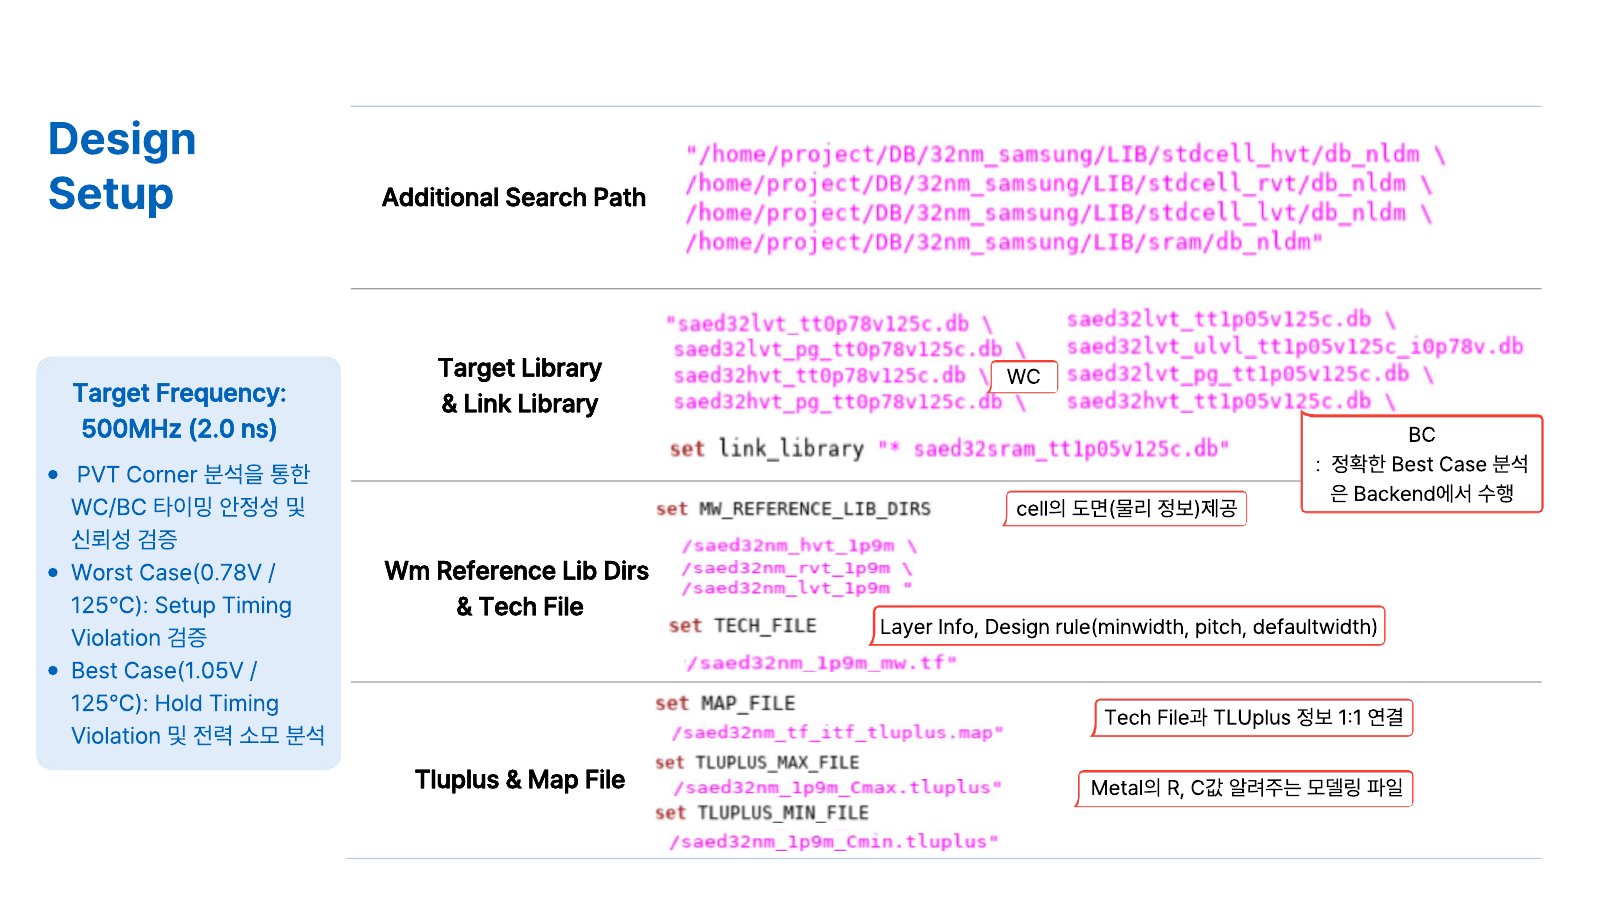 Design
Setup
Target Frequency:
500MHz (2.0 ns)
• PVT Corner 분석을 통한
WC/BC 타이밍 안정성 및
신뢰성 검증
• Worst Case(0.78V /
125°C): Setup Timing
Violation 검증
• Best Case(1.05V /
125°C): Hold Timing
Violation 및 전력 소모 분석
Additional Search Path
"/home/project/DB/32nm_samsung/LIB/stdcell_hvt/db_nldm \
/home/project/DB/32nm_samsung/LIB/stdcell_rvt/db_nldm \
/home/project/DB/32nm_samsung/LIB/stdcell_lvt/db_nldm \
/home/project/DB/32nm_samsung/LIB/sram/db_nldm"
Target Library
& Link Library
"saed32lvt_tt0p78v125c.db \
saed32lvt_pg_tt0p78v125c.db \
saed32hvt_tt0p78v125c.db \
saed32hvt_pg_tt0p78v125c.db \
WC
saed32lvt_tt1p05v125c.db \
saed32lvt_ulvl_tt1p05v125c_i0p78v.db
saed32lvt_pg_tt1p05v125c.db \
saed32hvt_tt1p05v125c.db \
set link_library "* saed32sram_tt1p05v125c.db"
BC
: 정확한 Best Case 분석
은 Backend에서 수행
Wm Reference Lib Dirs
& Tech File
set MW_REFERENCE_LIB_DIRS
cell의 도면(물리 정보)제공
/saed32nm_hvt_1p9m \
/saed32nm_rvt_1p9m \
/saed32nm_lvt_1p9m "
set TECH_FILE
Layer Info, Design rule(minwidth, pitch, defaultwidth)
/saed32nm_1p9m_mw.tf"
Tluplus & Map File
set MAP_FILE
Tech File과 TLUplus 정보 1:1 연결
/saed32nm_tf_itf_tluplus.map"
set TLUPLUS_MAX_FILE
Metal의 R, C값 알려주는 모델링 파일
/saed32nm_1p9m_Cmax.tluplus"
set TLUPLUS_MIN_FILE
/saed32nm_1p9m_Cmin.tluplus"